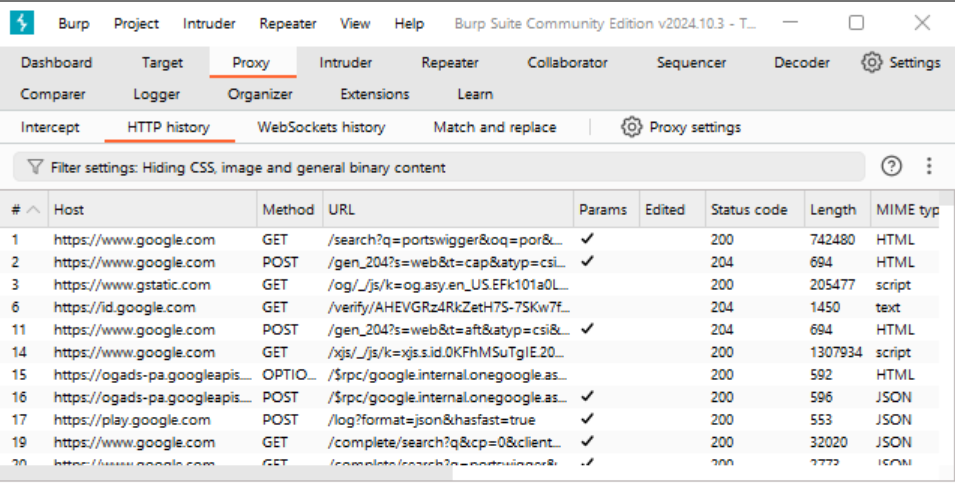 Burp Project Intruder Repeater View Help Burp Suite Community Edition v2024.10.3 - T...
Dashboard Target Proxy Intruder Repeater Collaborator Sequencer Decoder Settings
Comparer Logger Organizer Extensions Learn
Intercept HTTP history WebSockets history Match and replace Proxy settings
Filter settings: Hiding CSS, image and general binary content
# Host Method URL Params Edited Status code Length MIME typ
1 https://www.google.com GET /search?q=portswigger&oq=por&... ✓ 200 742480 HTML
2 https://www.google.com POST /gen_204?s=web&t=cap&atyp=csi... ✓ 204 694 HTML
3 https://www.gstatic.com GET /og/_/js/k=og.asy.en_US.EFk101a0L... 200 205477 script
6 https://id.google.com GET /verify/AHEVGRz4RkZetH7S-7SKw7f... 204 1450 text
11 https://www.google.com POST /gen_204?s=web&t=aft&atyp=csi&... ✓ 204 694 HTML
14 https://www.google.com GET /xjs/_/js/k=xjs.s.id.0KFhMSuTgIE.20... 200 1307934 script
15 https://ogads-pa.googleapis.... OPTIO... /$rpc/google.internal.onegoogle.as... 200 592 HTML
16 https://ogads-pa.googleapis.... POST /$rpc/google.internal.onegoogle.as... ✓ 200 596 JSON
17 https://play.google.com POST /log?format=json&hasfast=true ✓ 200 553 JSON
19 https://www.google.com GET /complete/search?q&cp=0&client... ✓ 200 32020 JSON
20 https://www.google.com GET /complete/search?q=portswigger&... ✓ 200 2773 JSON